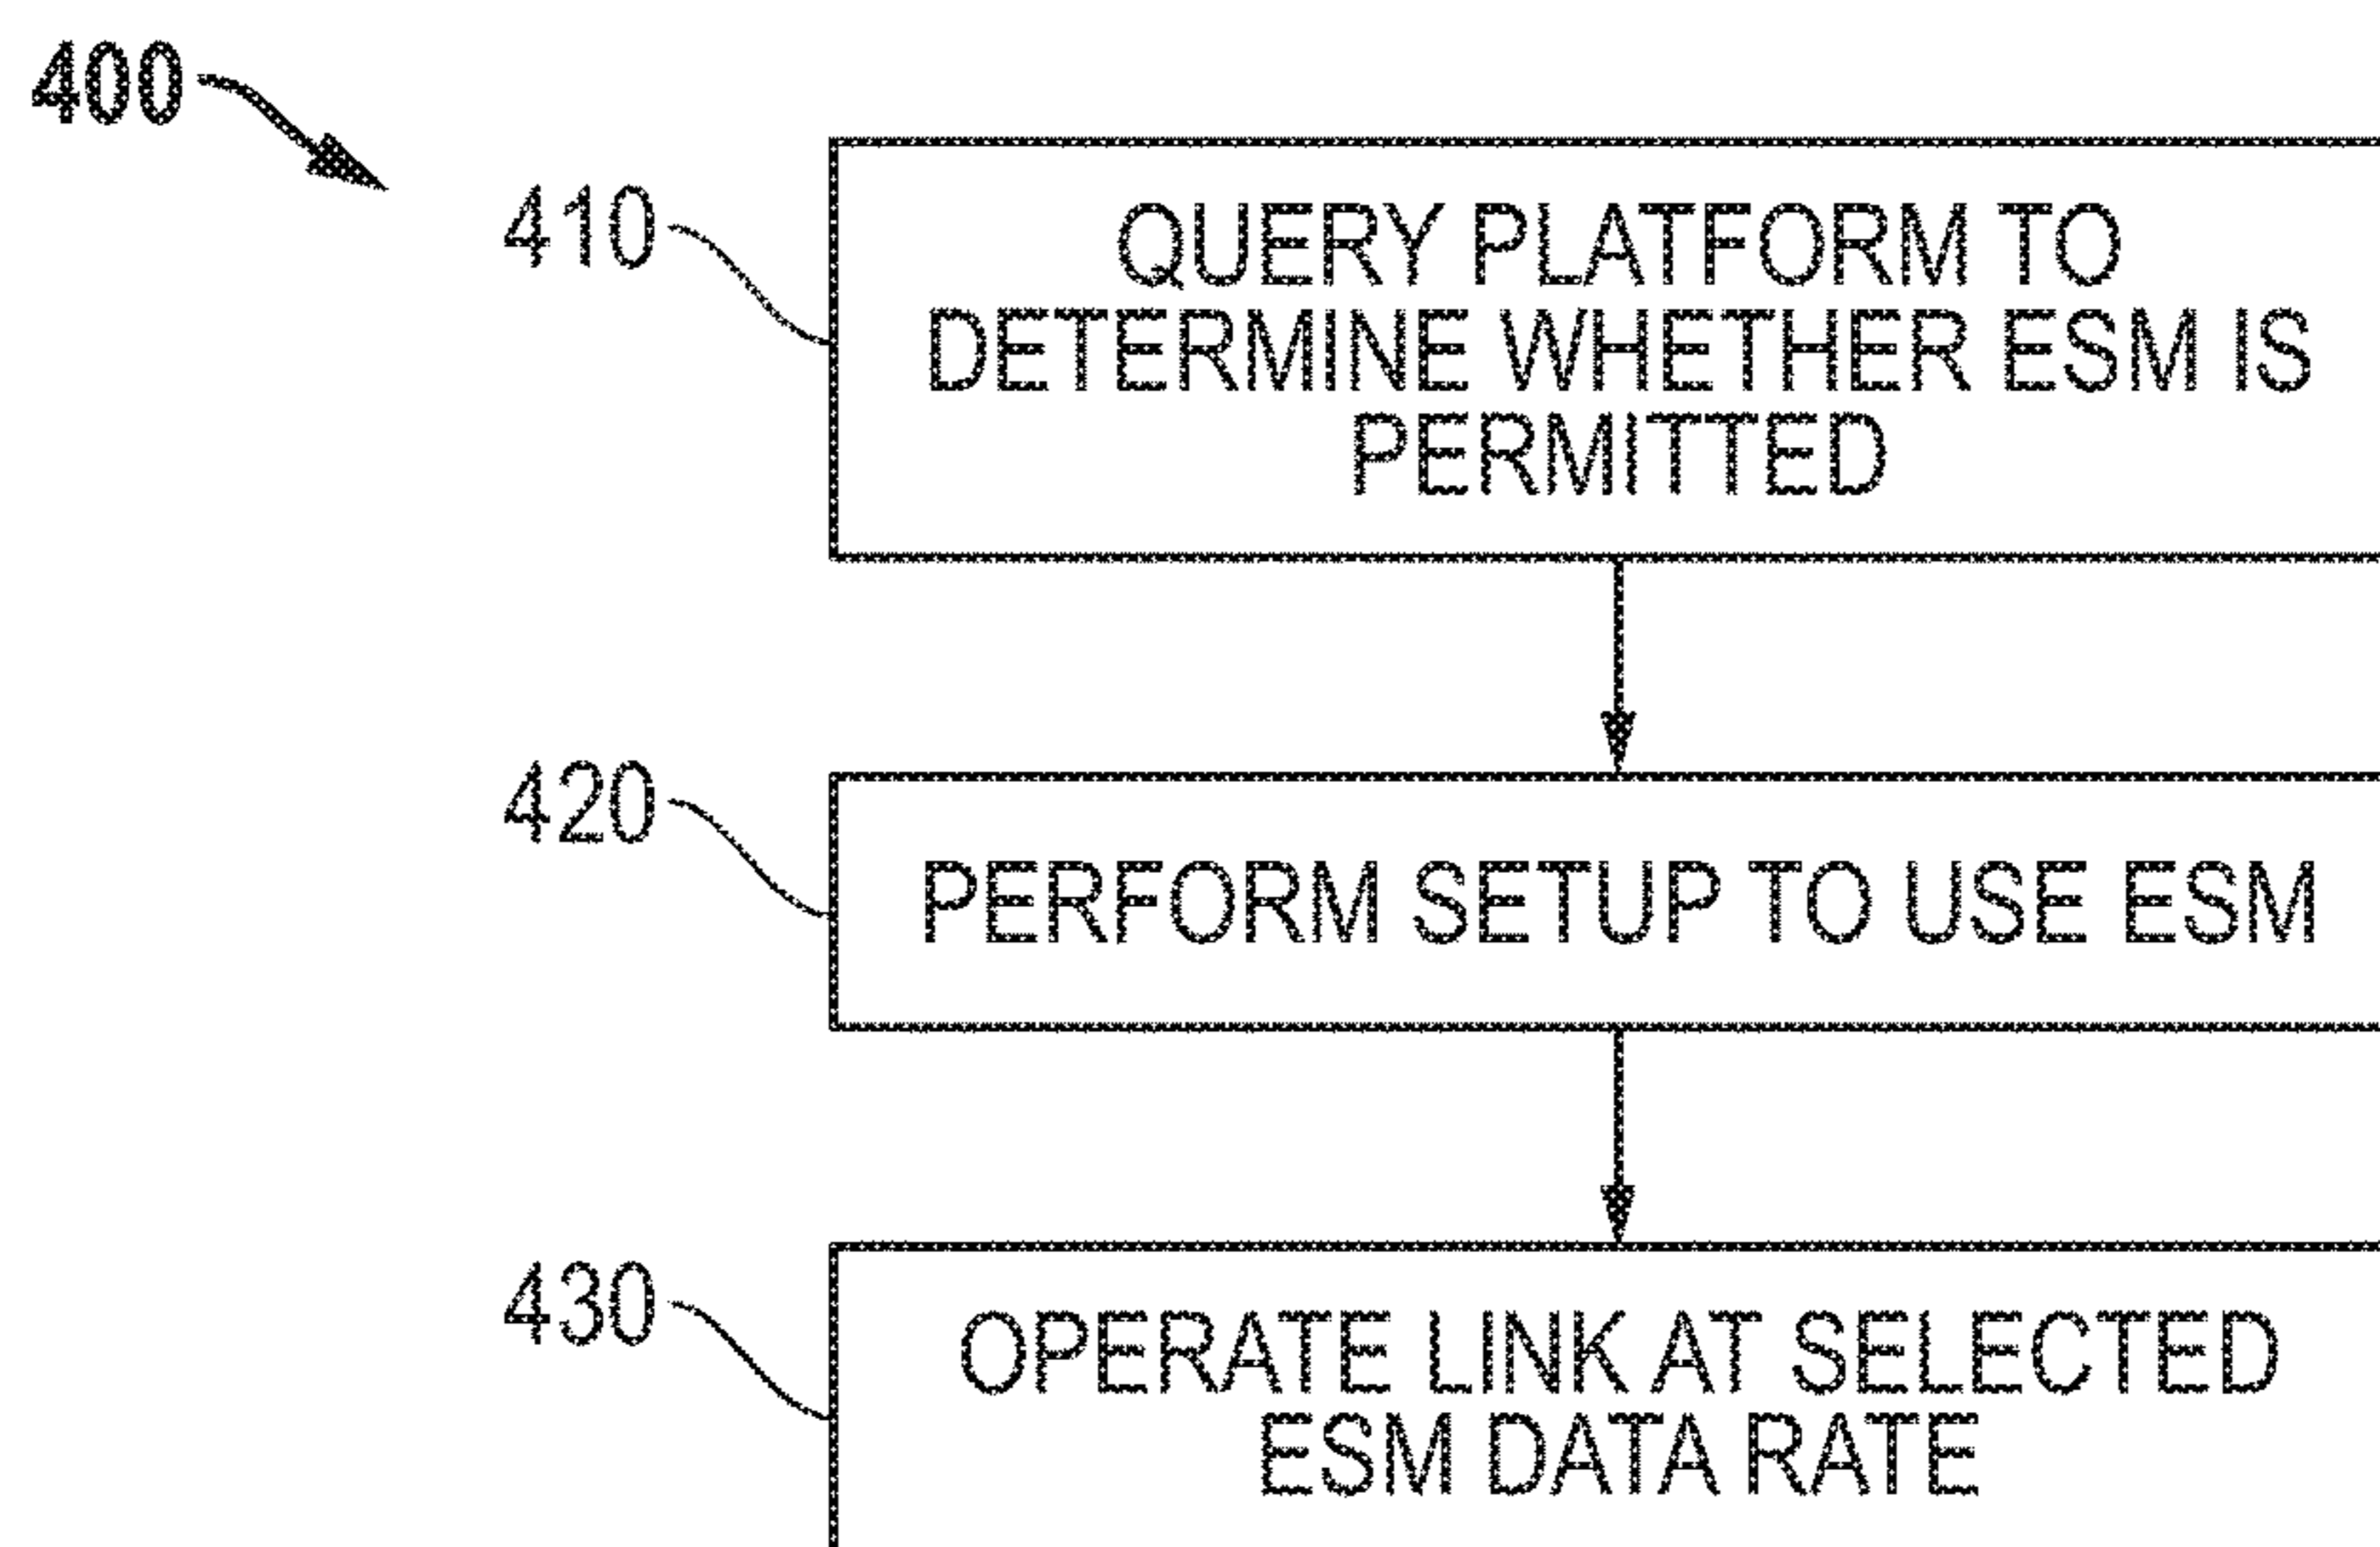 400
410
QUERY PLATFORM TO
DETERMINE WHETHER ESM IS
PERMITTED
420
PERFORM SETUP TO USE ESM
430
OPERATE LINK AT SELECTED
ESM DATA RATE